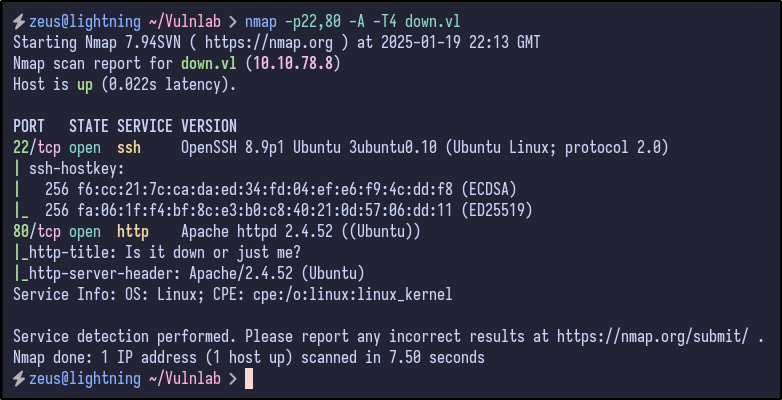 ⚡zeus@lightning ~/Vulnlab > nmap -p22,80 -A -T4 down.vl
Starting Nmap 7.94SVN ( https://nmap.org ) at 2025-01-19 22:13 GMT
Nmap scan report for down.vl (10.10.78.8)
Host is up (0.022s latency).

PORT   STATE SERVICE VERSION
22/tcp open  ssh     OpenSSH 8.9p1 Ubuntu 3ubuntu0.10 (Ubuntu Linux; protocol 2.0)
| ssh-hostkey:
|   256 f6:cc:21:7c:ca:da:ed:34:fd:04:ef:e6:f9:4c:dd:f8 (ECDSA)
|_  256 fa:06:1f:f4:bf:8c:e3:b0:c8:40:21:0d:57:06:dd:11 (ED25519)
80/tcp open  http    Apache httpd 2.4.52 ((Ubuntu))
|_http-title: Is it down or just me?
|_http-server-header: Apache/2.4.52 (Ubuntu)
Service Info: OS: Linux; CPE: cpe:/o:linux:linux_kernel

Service detection performed. Please report any incorrect results at https://nmap.org/submit/ .
Nmap done: 1 IP address (1 host up) scanned in 7.50 seconds
⚡zeus@lightning ~/Vulnlab >